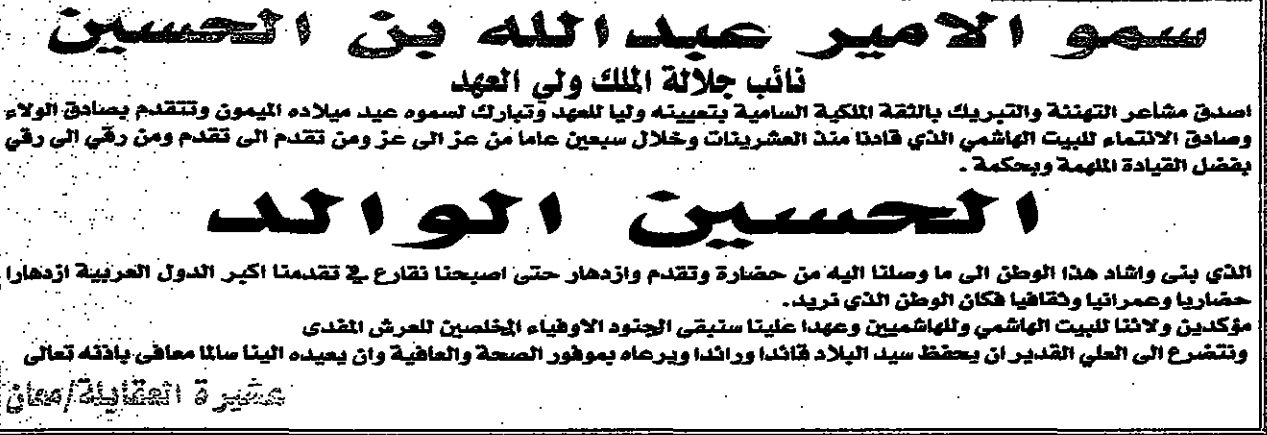 سمو الامير عبدالله بن الحسين
نائب جلالة الملك ولي العهد
اصدق مشاعر التهنئة والتبريك بالثقة الملكية السامية بتعيينه وليا للعهد وتبارك لسموه عيد ميلاده الميمون وتتقدم بصادق الولاء
وصادق الانتماء للبيت الهاشمي الذي قادنا منذ العشرينات وخلال سبعين عاما من عز الى عز ومن تقدم الى تقدم ومن رقي الى رقي
بفضل القيادة الملهمة وبحكمة .
الحسين الوالد
الذي بنى واشاد هذا الوطن الى ما وصلنا اليه من حضارة وتقدم وازدهار حتى اصبحنا نقارع في تقدمنا اكبر الدول العربية ازدهارا
حضاريا وعمرانيا وثقافيا فكان الوطن الذي نريد.
مؤكدين ولائنا للبيت الهاشمي وللهاشميين وعهدا علينا سنبقى الجنود الاوفياء المخلصين للعرش المفدى
ونتضرع الى العلي القدير ان يحفظ سيد البلاد قائدا ورائدا ويرعاه بموفور الصحة والعافية وان يعيده الينا سالما معافى باذنه تعالى
عشيرة العقايلة/معان